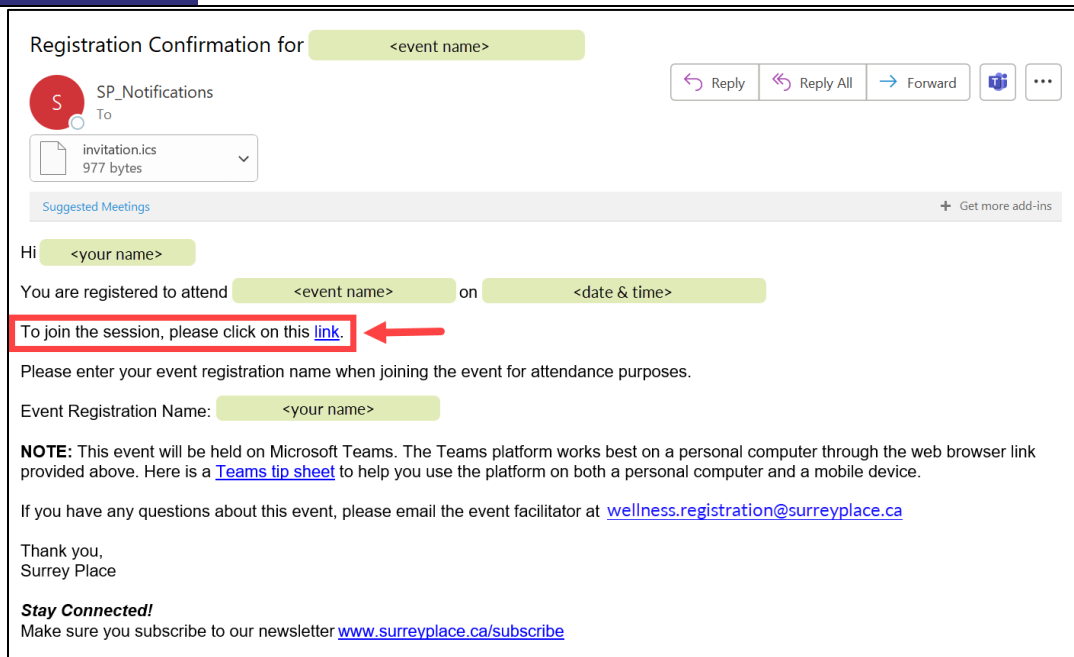 Registration Confirmation for <event name>
Reply
Reply All
Forward
S
SP_Notifications
To
invitation.ics
977 bytes
Suggested Meetings
+ Get more add-ins
Hi <your name>
You are registered to attend <event name> on <date & time>
To join the session, please click on this link.
Please enter your event registration name when joining the event for attendance purposes.
Event Registration Name: <your name>
NOTE: This event will be held on Microsoft Teams. The Teams platform works best on a personal computer through the web browser link
provided above. Here is a Teams tip sheet to help you use the platform on both a personal computer and a mobile device.
If you have any questions about this event, please email the event facilitator at wellness.registration@surreyplace.ca
Thank you,
Surrey Place
Stay Connected!
Make sure you subscribe to our newsletter www.surreyplace.ca/subscribe